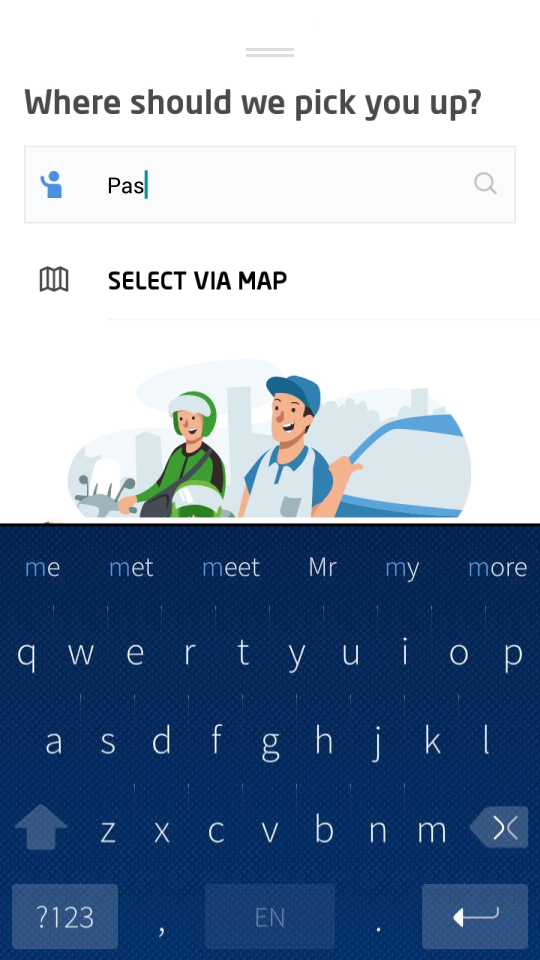 Where should we pick you up?
Pas
SELECT VIA MAP
me met meet Mr my more
q w e r t y u i o p
a s d f g h j k l
z x c v b n m
?123 , EN .